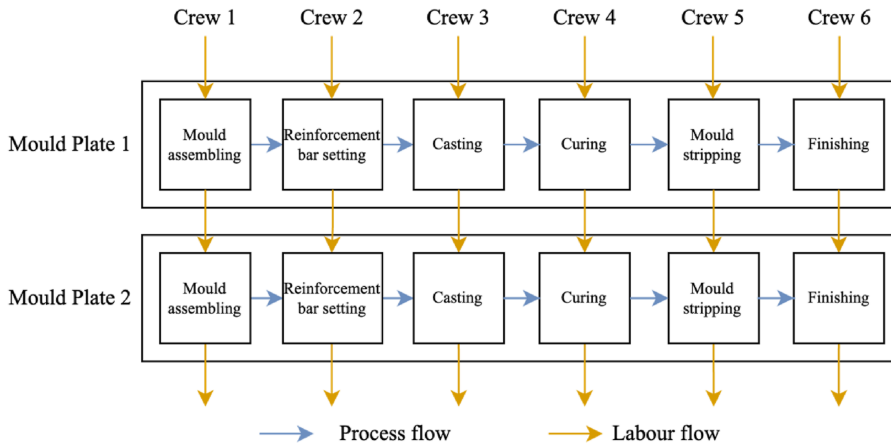 Crew 1 Crew 2 Crew 3 Crew 4 Crew 5 Crew 6
Mould Plate 1
Mould
assembling
Reinforcement
bar setting
Casting
Curing
Mould
stripping
Finishing
Mould Plate 2
Mould
assembling
Reinforcement
bar setting
Casting
Curing
Mould
stripping
Finishing
Process flow
Labour flow